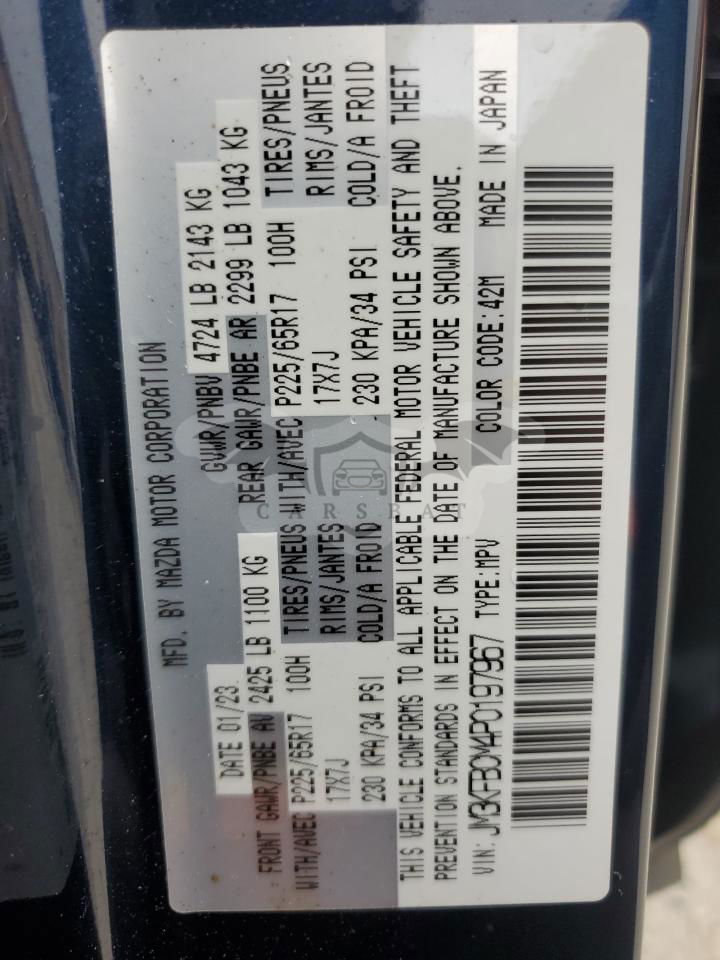 MFD. BY MAZDA MOTOR CORPORATION
DATE 01/23 GVWR/PNBV 4724 LB 2143 KG
FRONT GAWR/PNBE AV 2425 LB 1100 KG REAR GAWR/PNBE AR 2299 LB 1043 KG
WITH/AVEC P225/65R17 100H TIRES/PNEUS WITH/AVEC P225/65R17 100H TIRES/PNEUS
17X7J RIMS/JANTES 17X7J RIMS/JANTES
230 KPA/34 PSI COLD/A FROID 230 KPA/34 PSI COLD/A FROID
THIS VEHICLE CONFORMS TO ALL APPLICABLE FEDERAL MOTOR VEHICLE SAFETY AND THEFT
PREVENTION STANDARDS IN EFFECT ON THE DATE OF MANUFACTURE SHOWN ABOVE.
VIN: JM3KFBCM4P0197967 TYPE:MPV COLOR CODE:42M MADE IN JAPAN
CARSBAT